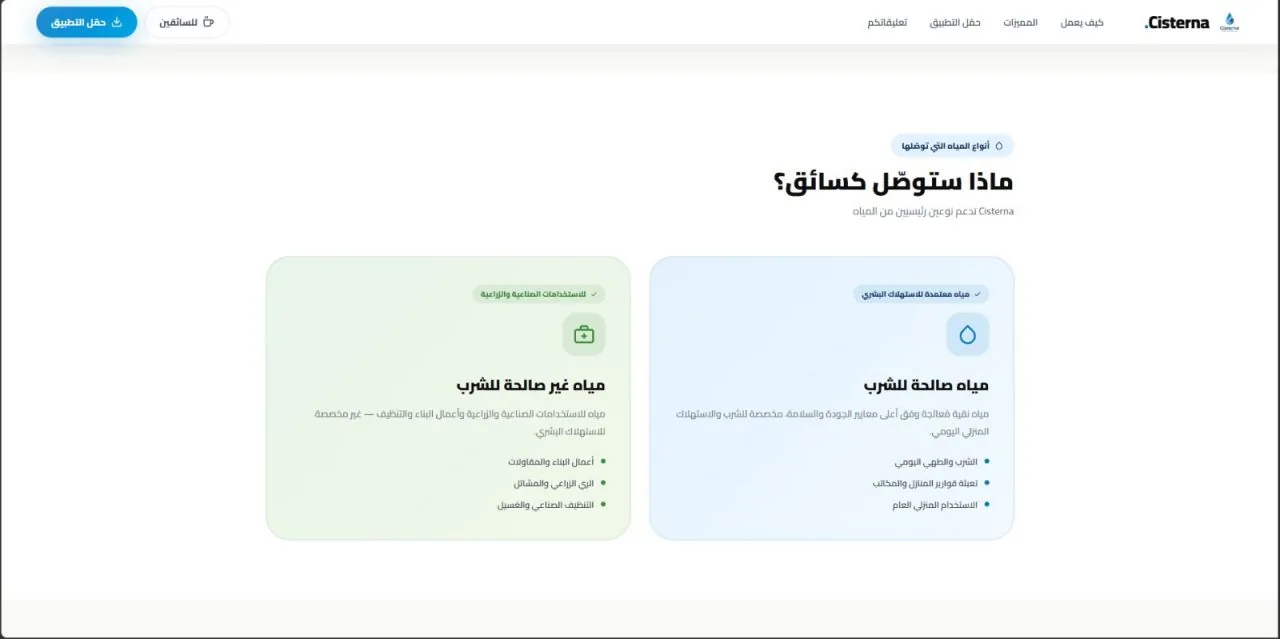 Cisterna
Cisterna.
كيف يعمل
المميزات
حمّل التطبيق
تعليقاتكم
للسائقين
حمّل التطبيق
أنواع المياه التي توصّلها
ماذا ستوصّل كسائق؟
Cisterna تدعم نوعين رئيسيين من المياه
مياه معتمدة للاستهلاك البشري
مياه صالحة للشرب
مياه نقية مُعالجة وفق أعلى معايير الجودة والسلامة، مخصصة للشرب والاستهلاك
المنزلي اليومي.
الشرب والطهي اليومي
تعبئة قوارير المنازل والمكاتب
الاستخدام المنزلي العام
للاستخدامات الصناعية والزراعية
مياه غير صالحة للشرب
مياه للاستخدامات الصناعية والزراعية وأعمال البناء والتنظيف — غير مخصصة
للاستهلاك البشري.
أعمال البناء والمقاولات
الري الزراعي والمشاتل
التنظيف الصناعي والغسيل